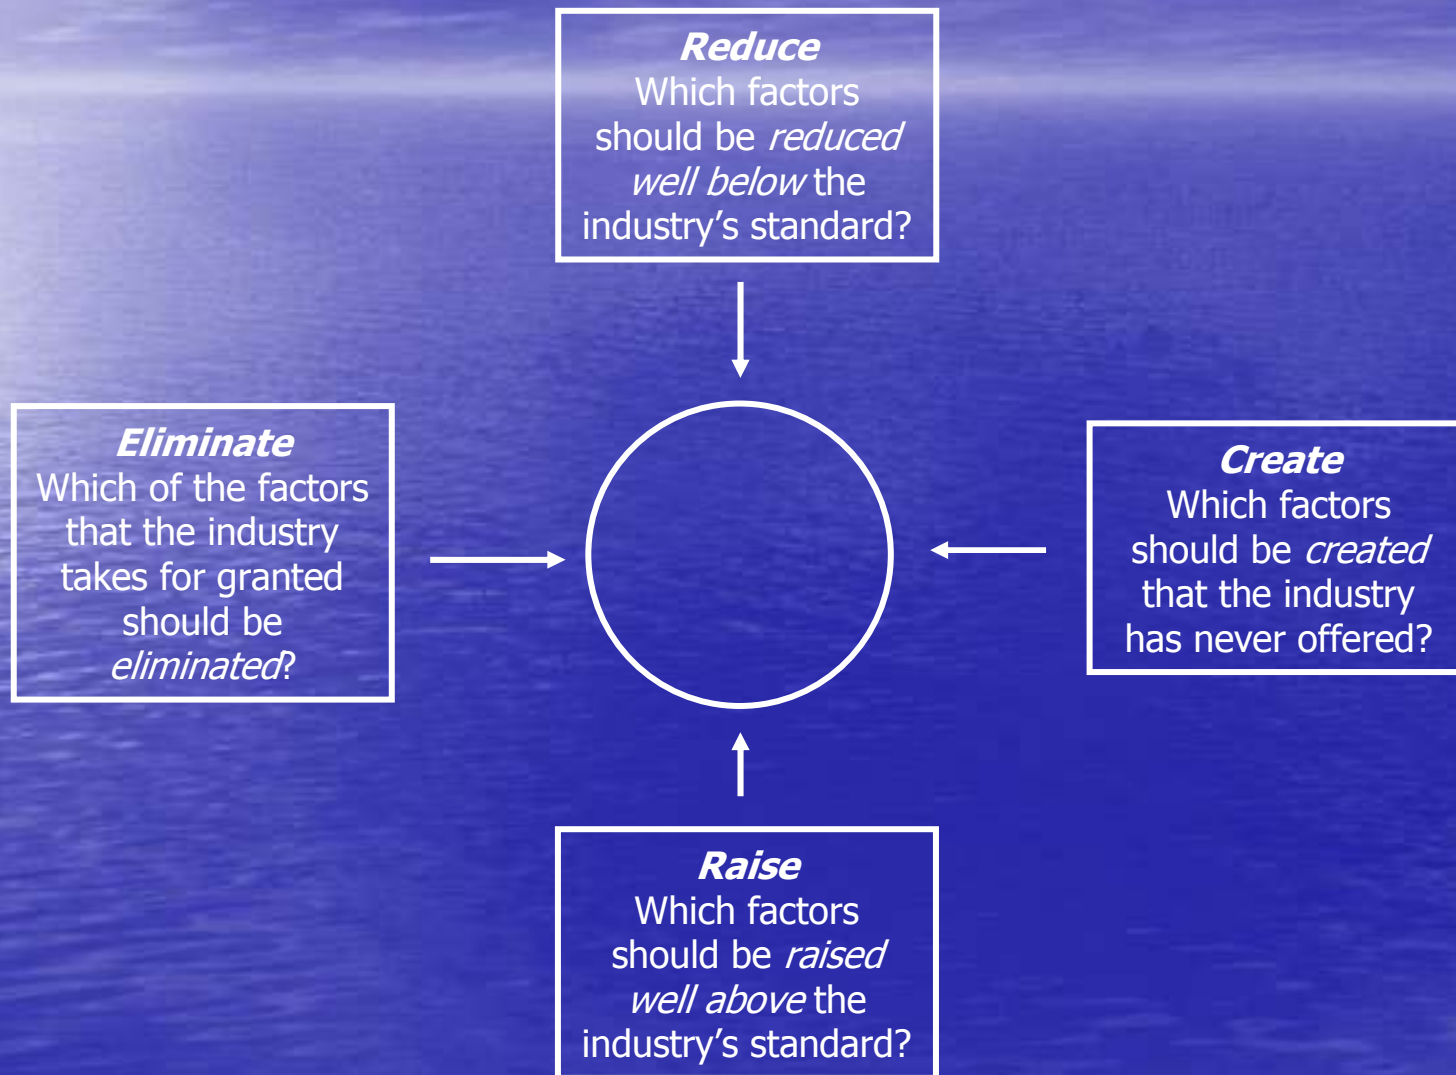 Reduce
Which factors
should be reduced
well below the
industry’s standard?
Eliminate
Which of the factors
that the industry
takes for granted
should be
eliminated?
Create
Which factors
should be created
that the industry
has never offered?
Raise
Which factors
should be raised
well above the
industry’s standard?